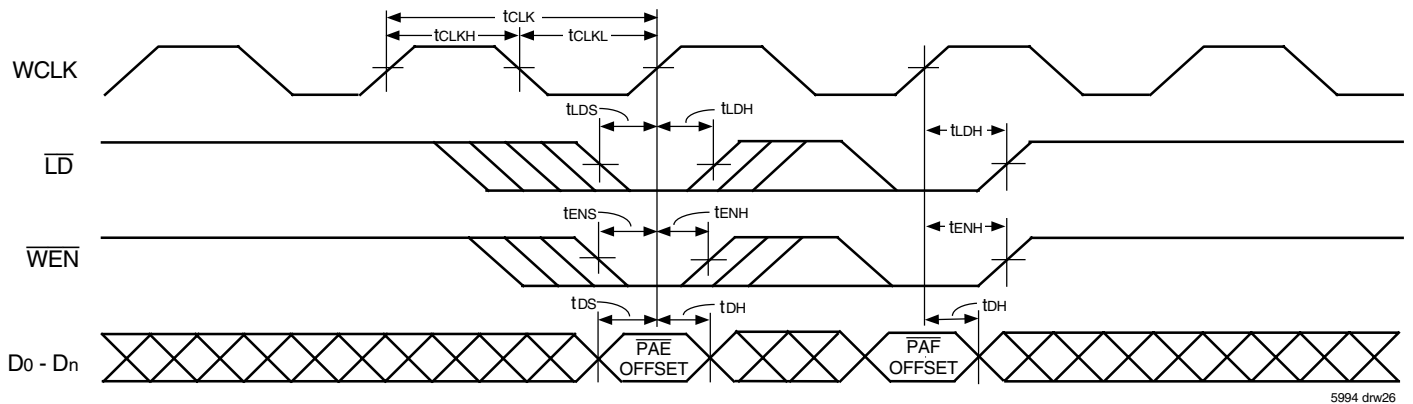 tCLK
tCLKH
tCLKL
WCLK
tLDS
tLDH
tLDH
LD
tENS
tENH
tENH
WEN
tDS
tDH
tDH
D0 - Dn
PAE
OFFSET
PAF
OFFSET
5994 drw26